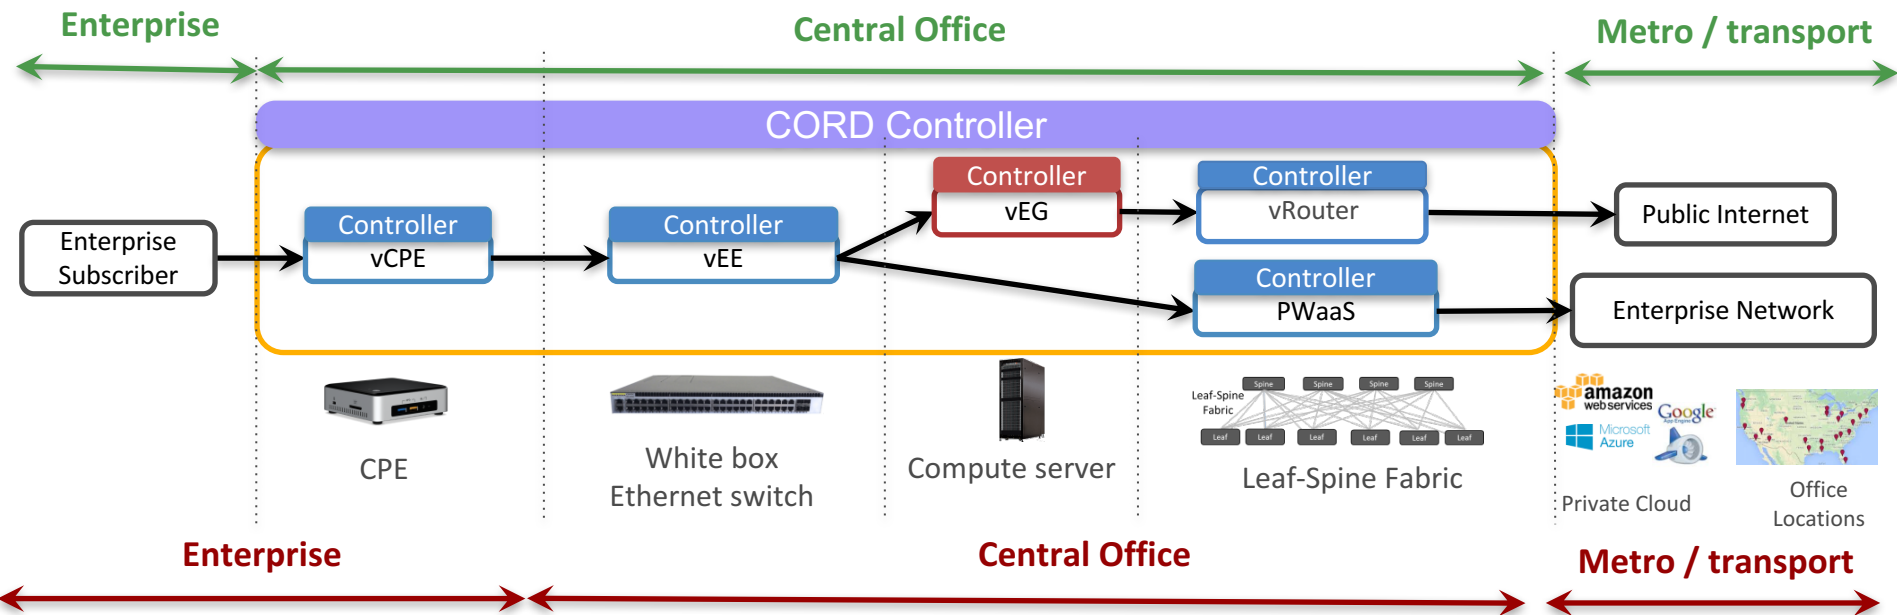 Enterprise
Central Office
Metro / transport
CORD Controller
Controller
vEG
Controller
vRouter
Public Internet
Enterprise
Subscriber
Controller
vCPE
Controller
vEE
Controller
PWaaS
Enterprise Network
CPE
White box
Ethernet switch
Compute server
Leaf-Spine
Fabric
Spine
Spine
Spine
Spine
Leaf
Leaf
Leaf
Leaf
Leaf
Leaf
Leaf-Spine Fabric
amazon
web services
Google
App Engine
Microsoft
Azure
Private Cloud
Office
Locations
Enterprise
Central Office
Metro / transport